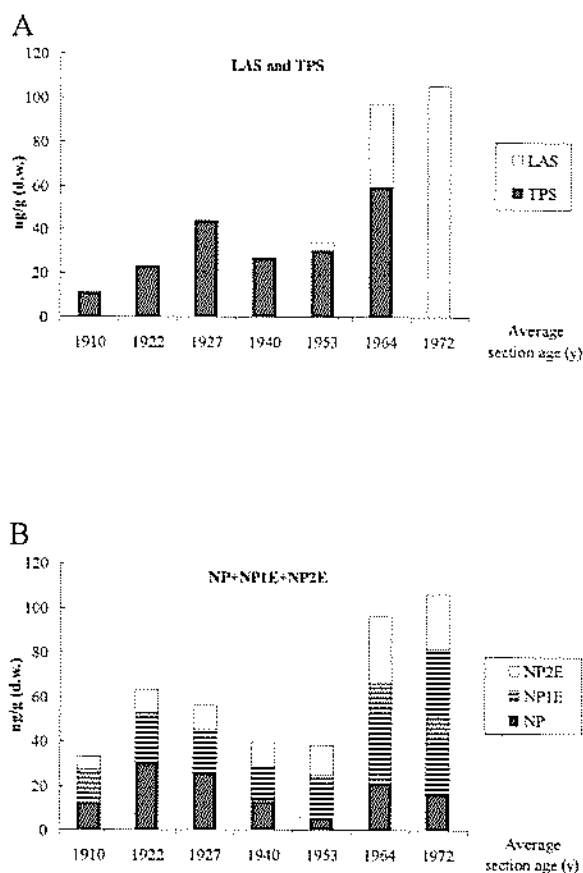 A
LAS and TPS
120
100
80
60
40
20
0
ng/g (d.w.)
LAS
TPS
1910 1922 1927 1940 1953 1964 1972
Average
section age (y)
B
NP+NP1E+NP2E
120
100
80
60
40
20
0
ng/g (d.w.)
NP2E
NP1E
NP
1910 1922 1927 1940 1953 1964 1972
Average
section age (y)